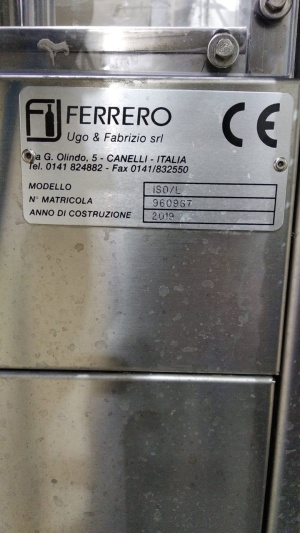 FERRERO
Ugo & Fabrizio srl
CE
Via G. Olindo, 5 - CANELLI - ITALIA
Tel. 0141 824882 - Fax 0141/832550
MODELLO ISO/L
N° MATRICOLA 9609G7
ANNO DI COSTRUZIONE 2019